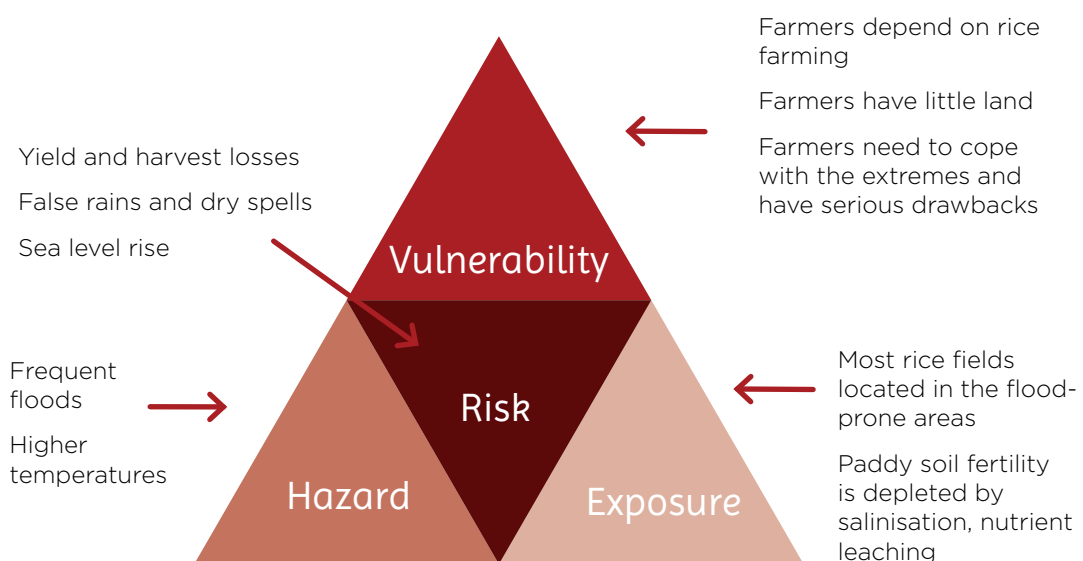 Farmers depend on rice
farming
Farmers have little land
Farmers need to cope
with the extremes and
have serious drawbacks
Yield and harvest losses
False rains and dry spells
Sea level rise
Vulnerability
Frequent
floods
Higher
temperatures
Risk
Hazard
Exposure
Most rice fields
located in the flood-
prone areas
Paddy soil fertility
is depleted by
salinisation, nutrient
leaching